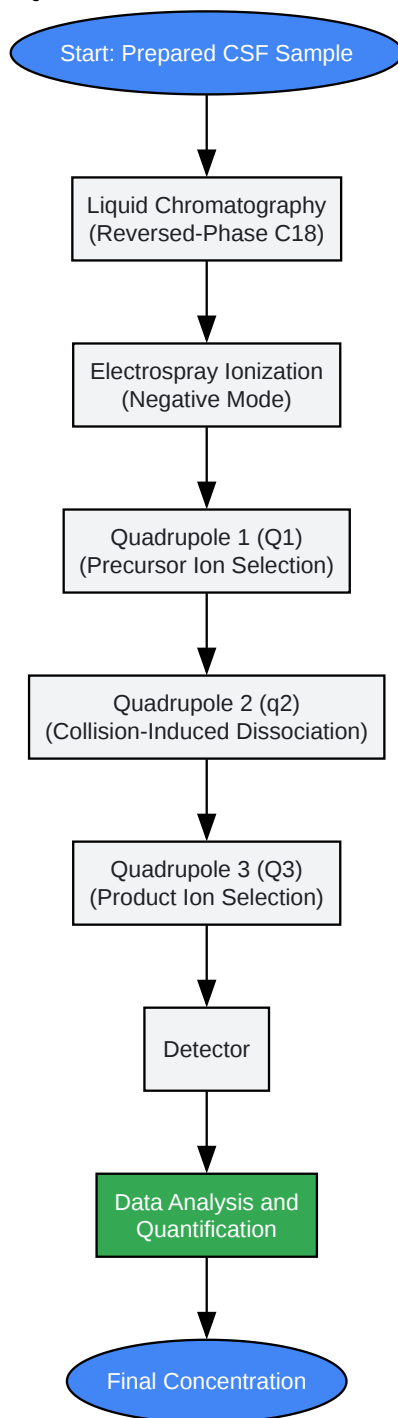 Start: Prepared CSF Sample
Liquid Chromatography
(Reversed-Phase C18)
Electrospray Ionization
(Negative Mode)
Quadrupole 1 (Q1)
(Precursor Ion Selection)
Quadrupole 2 (q2)
(Collision-Induced Dissociation)
Quadrupole 3 (Q3)
(Product Ion Selection)
Detector
Data Analysis and
Quantification
Final Concentration